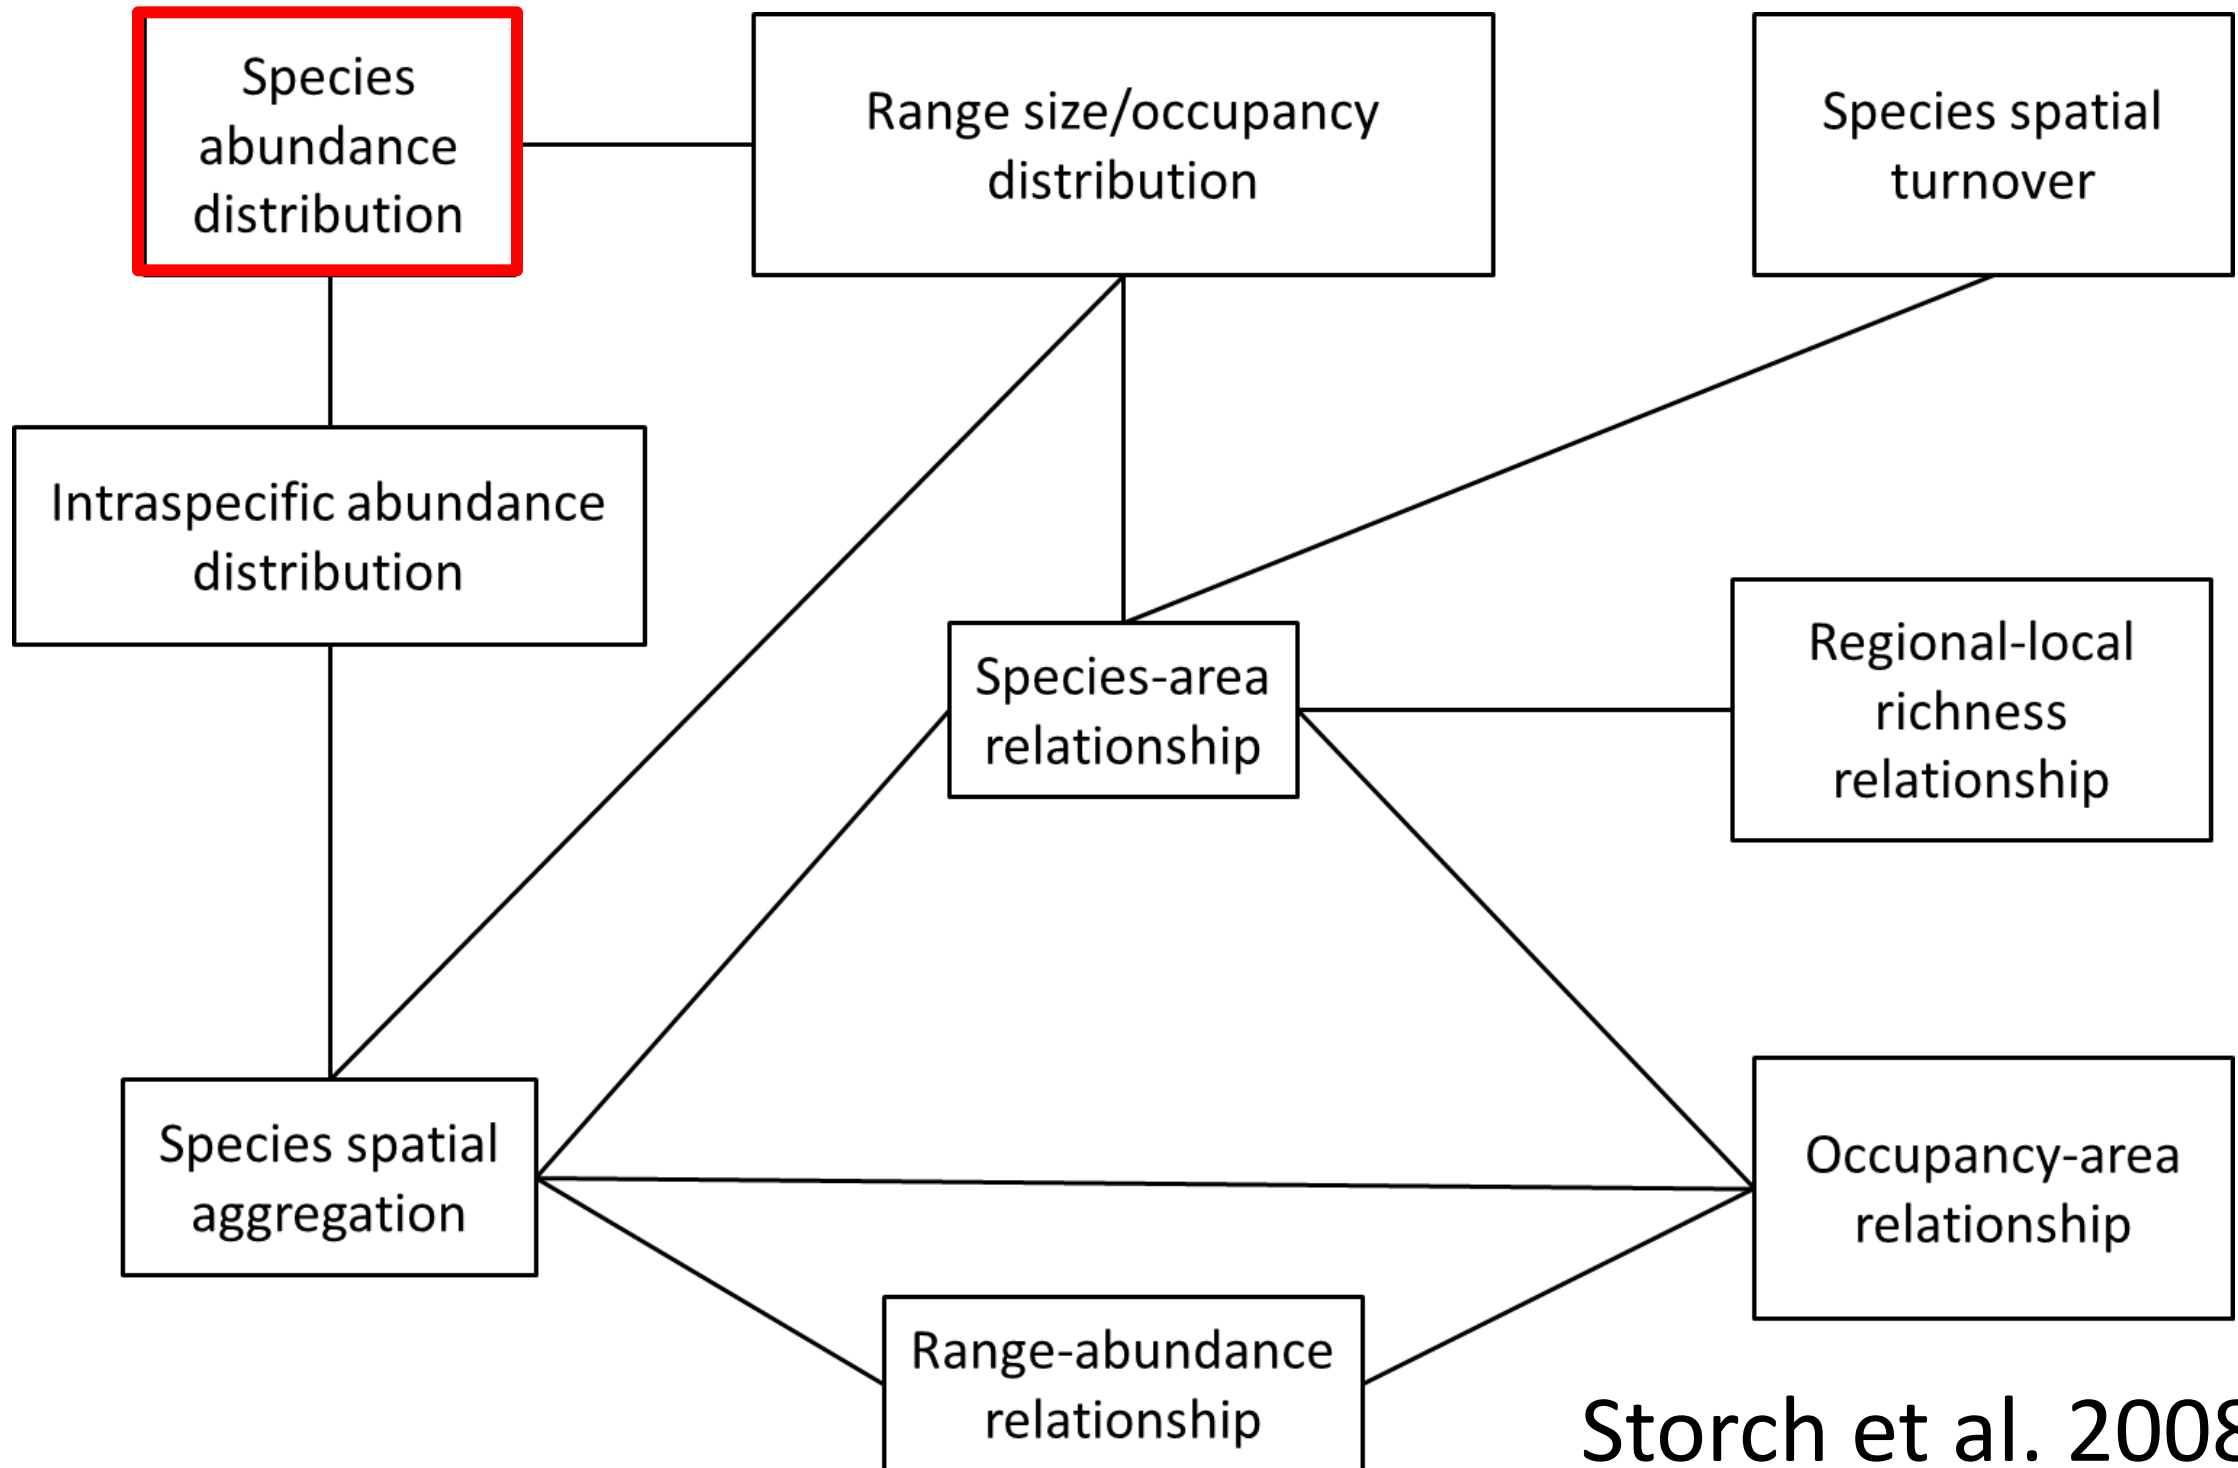 Species
abundance
distribution
Range size/occupancy
distribution
Species spatial
turnover
Intraspecific abundance
distribution
Species-area
relationship
Regional-local
richness
relationship
Species spatial
aggregation
Occupancy-area
relationship
Range-abundance
relationship
Storch et al. 2008